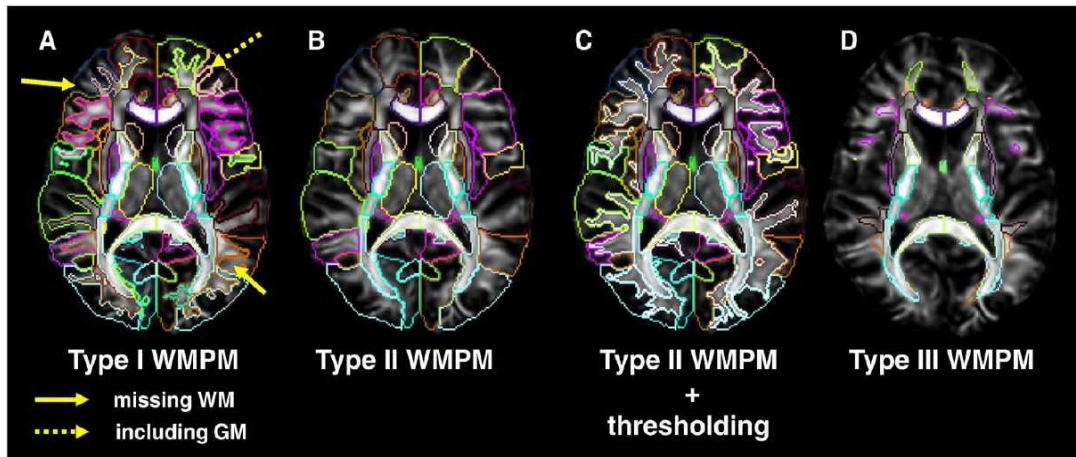 A
B
C
D
Type I WMPM
Type II WMPM
Type II WMPM
+
thresholding
Type III WMPM
missing WM
including GM